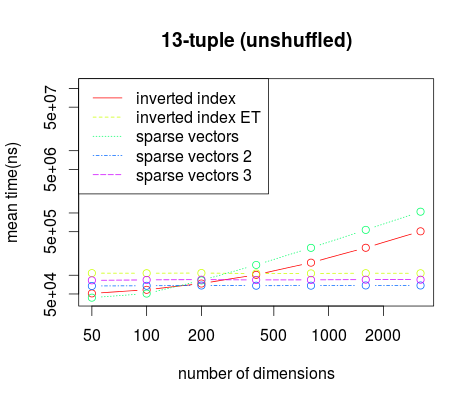 13-tuple (unshuffled)
mean time(ns)
5e+07
5e+06
5e+05
5e+04
inverted index
inverted index ET
sparse vectors
sparse vectors 2
sparse vectors 3
50 100 200 500 1000 2000
number of dimensions